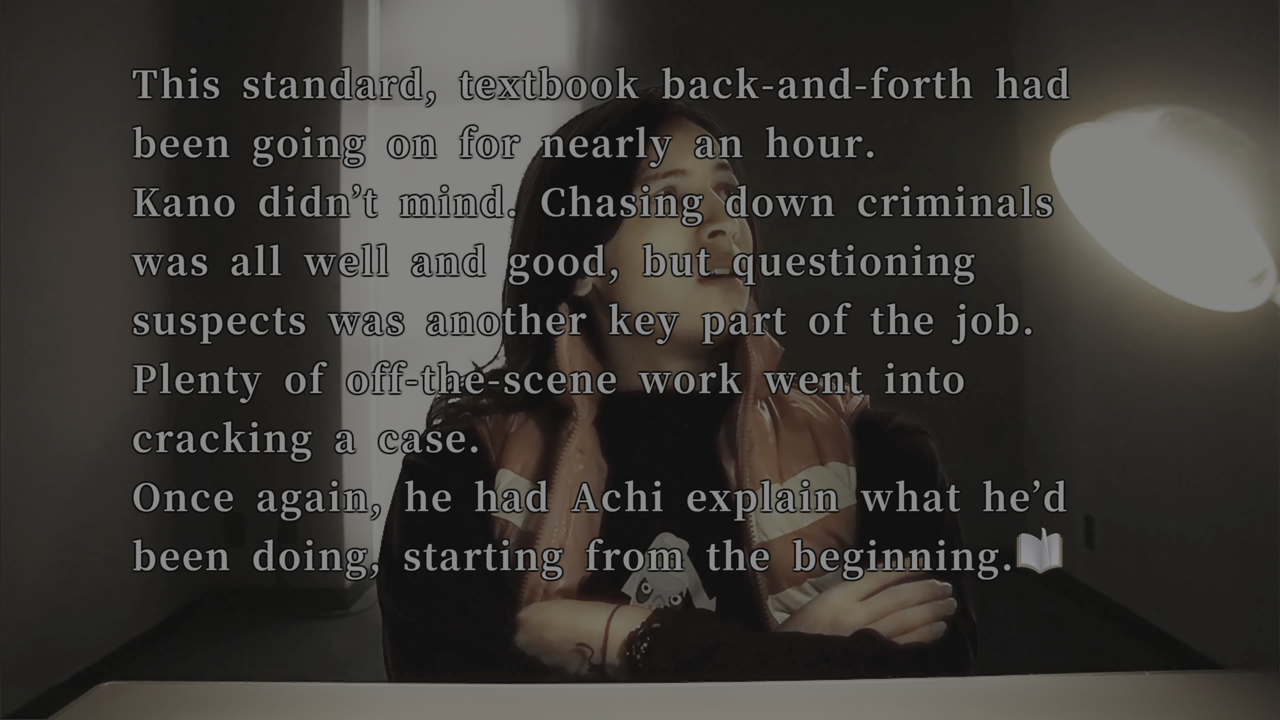 This standard, textbook back-and-forth had
been going on for nearly an hour.
Kano didn’t mind. Chasing down criminals
was all well and good, but questioning
suspects was another key part of the job.
Plenty of off-the-scene work went into
cracking a case.
Once again, he had Achi explain what he’d
been doing, starting from the beginning.